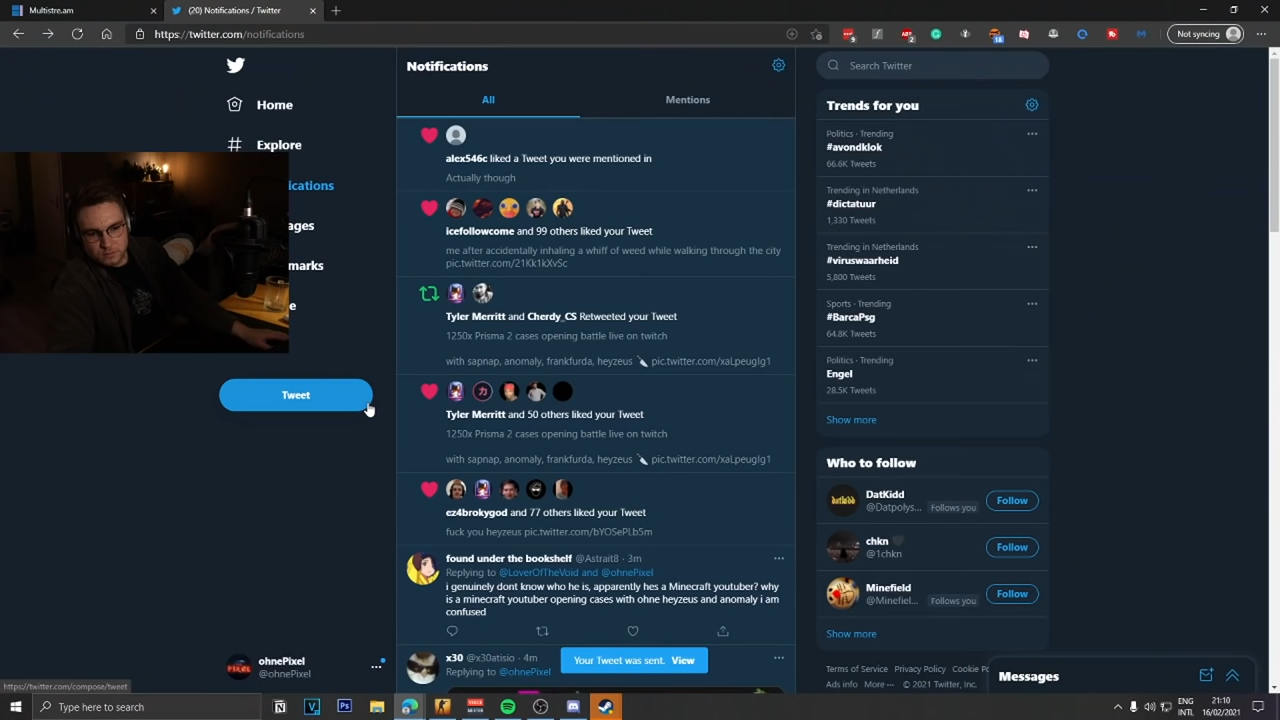 Multistre.am
(20) Notifications / Twitter
https://twitter.com/notifications
Not syncing
Home
Explore
ications
ages
marks
e
Tweet
ohnePixel
@ohnePixel
https://twitter.com/compose/tweet
Notifications
All
Mentions
alex546c liked a Tweet you were mentioned in
Actually though
icefollowcome and 99 others liked your Tweet
me after accidentally inhaling a whiff of weed while walking through the city
pic.twitter.com/21Kk1kXvSc
Tyler Merritt and Cherdy_CS Retweeted your Tweet
1250x Prisma 2 cases opening battle live on twitch
with sapnap, anomaly, frankfurda, heyzeus 🔪 pic.twitter.com/xaLpeugIg1
Tyler Merritt and 50 others liked your Tweet
1250x Prisma 2 cases opening battle live on twitch
with sapnap, anomaly, frankfurda, heyzeus 🔪 pic.twitter.com/xaLpeugIg1
ez4brokygod and 77 others liked your Tweet
fuck you heyzeus pic.twitter.com/bYOSePLb5m
found under the bookshelf @Astrait8 · 3m
Replying to @LoverOfTheVoid and @ohnePixel
i genuinely dont know who he is, apparently hes a Minecraft youtuber? why
is a minecraft youtuber opening cases with ohne heyzeus and anomaly i am
confused
x30 @x30atisio · 4m
Replying to @ohnePixel
Your Tweet was sent. View
Search Twitter
Trends for you
Politics · Trending
#avondklok
66.6K Tweets
Trending in Netherlands
#dictatuur
1,330 Tweets
Trending in Netherlands
#viruswaarheid
5,800 Tweets
Sports · Trending
#BarcaPsg
64.8K Tweets
Politics · Trending
Engel
28.5K Tweets
Show more
Who to follow
DatKidd
@Datpolys... Follows you
Follow
chkn
@1chkn
Follow
Minefield
@Minefiel... Follows you
Follow
Show more
Terms of Service Privacy Policy Cookie Po
Ads info More ··· © 2021 Twitter, Inc.
Messages
Type here to search
ENG
INTL
21:10
16/02/2021